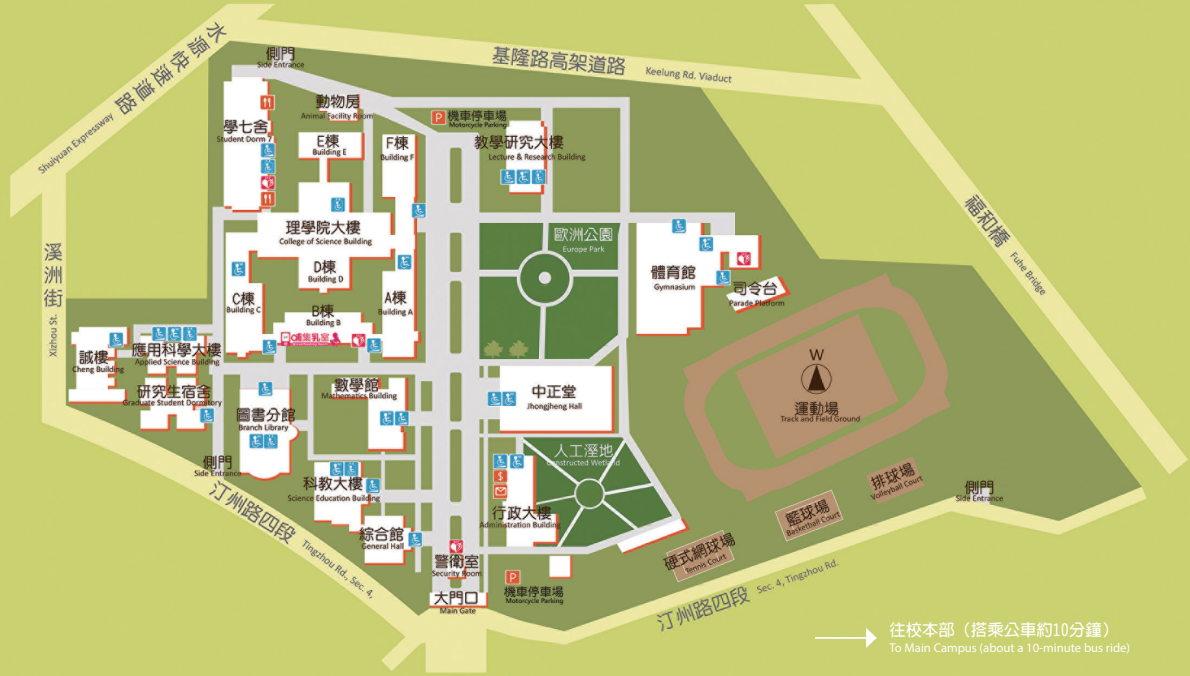 水源快速道路
Shuiyuan Expressway
側門
Side Entrance
基隆路高架道路
Keelung Rd. Viaduct
動物房
Animal Facility Room
P
機車停車場
Motorcycle Parking
學七舍
Student Dorm 7
E棟
Building E
F棟
Building F
教學研究大樓
Lecture & Research Building
福和橋
Fuhe Bridge
溪洲街
Xizhou St.
理學院大樓
College of Science Building
歐洲公園
Europe Park
D棟
Building D
體育館
Gymnasium
司令台
Parade Platform
C棟
Building C
B棟
Building B
A棟
Building A
哺集乳室
誠樓
Cheng Building
應用科學大樓
Applied Science Building
研究生宿舍
Graduate Student Dormitory
圖書分館
Branch Library
數學館
Mathematics Building
中正堂
Jhongjheng Hall
W
運動場
Track and Field Ground
側門
Side Entrance
人工溼地
Constructed Wetland
科教大樓
Science Education Building
$
行政大樓
Administration Building
排球場
Volleyball Court
籃球場
Basketball Court
側門
Side Entrance
汀州路四段
Tingzhou Rd., Sec. 4,
綜合館
General Hall
警衛室
Security Room
硬式網球場
Tennis Court
大門口
Main Gate
P
機車停車場
Motorcycle Parking
汀州路四段
Sec. 4, Tingzhou Rd.
往校本部（搭乘公車約10分鐘）
To Main Campus (about a 10-minute bus ride)